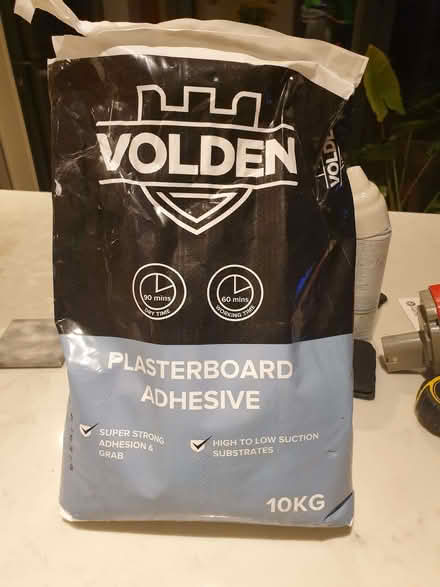 VOLDEN
VOLDEN
90 mins
DRY TIME
60 mins
WORKING TIME
PLASTERBOARD
ADHESIVE
SUPER STRONG
ADHESION &
GRAB
HIGH TO LOW SUCTION
SUBSTRATES
10KG